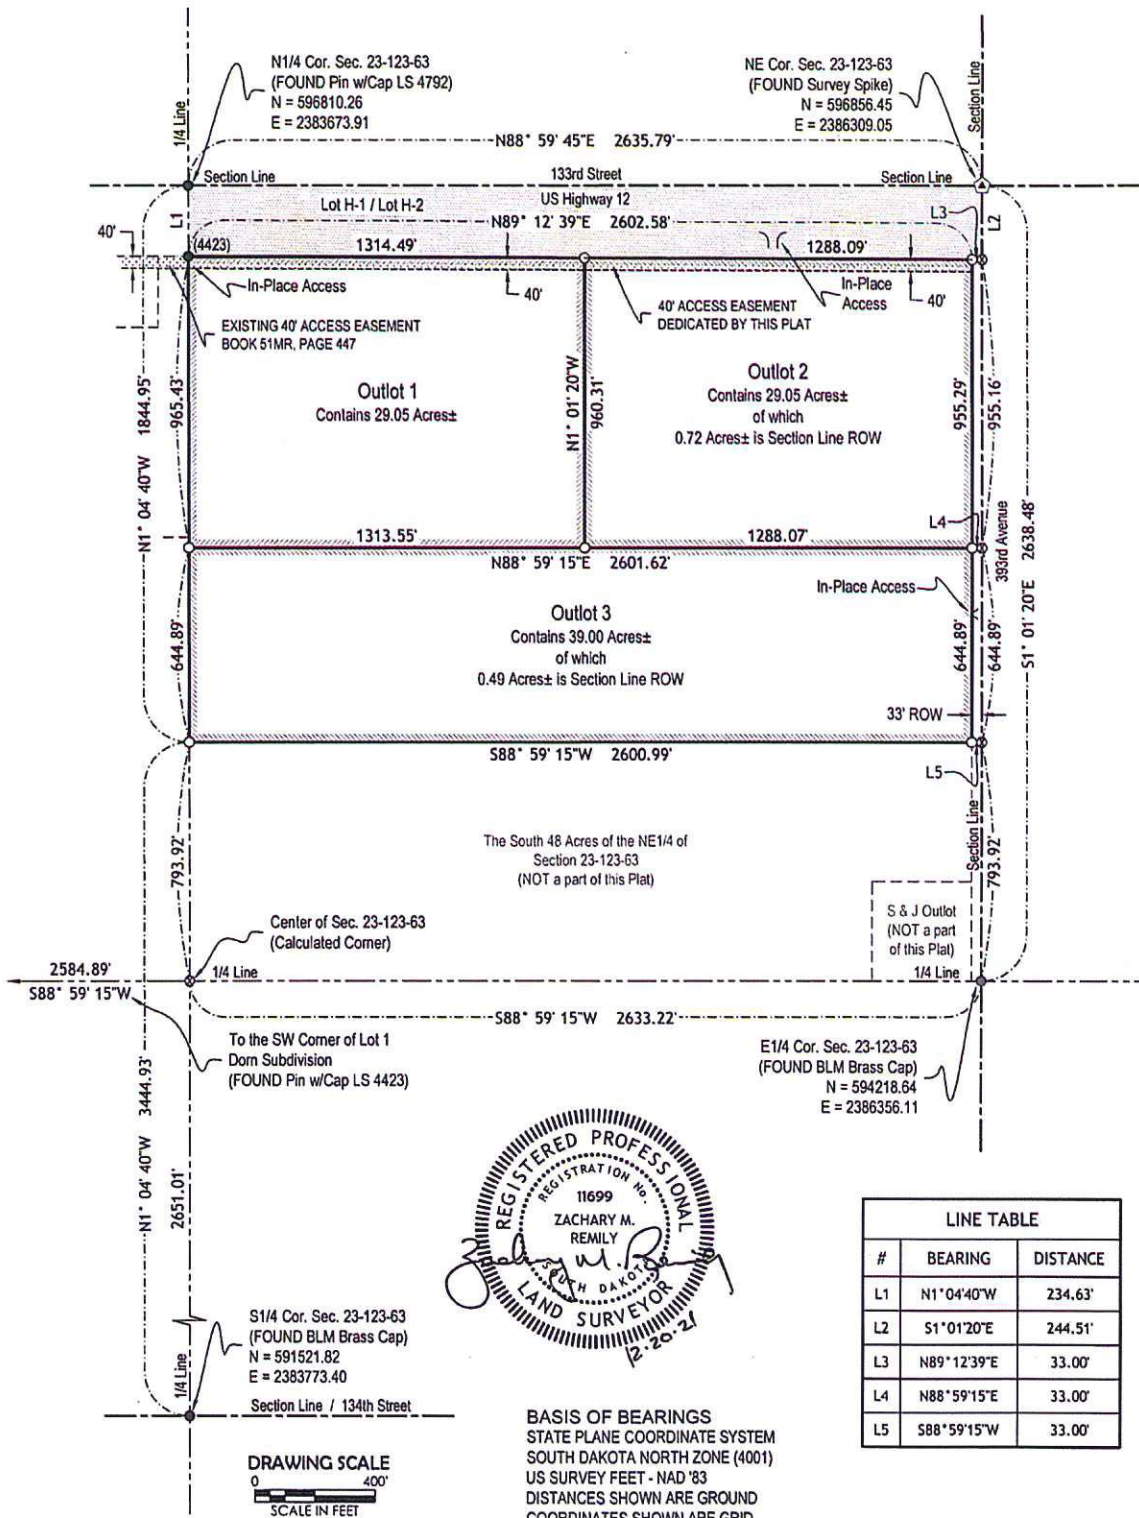 N1/4 Cor. Sec. 23-123-63
(FOUND Pin w/Cap LS 4792)
N = 596810.26
E = 2383673.91
NE Cor. Sec. 23-123-63
(FOUND Survey Spike)
N = 596856.45
E = 2386309.05
1/4 Line
Section Line
N88° 59' 45"E 2635.79'
Section Line
133rd Street
Section Line
Lot H-1 / Lot H-2
US Highway 12
N89° 12' 39"E 2602.58'
L1
L3
L2
40'
(4423)
1314.49'
1288.09'
In-Place Access
40'
In-Place
Access
40'
EXISTING 40' ACCESS EASEMENT
BOOK 51MR, PAGE 447
40' ACCESS EASEMENT
DEDICATED BY THIS PLAT
Outlot 1
Contains 29.05 Acres±
Outlot 2
Contains 29.05 Acres±
of which
0.72 Acres± is Section Line ROW
N1° 04' 40"W 1844.95'
965.43'
N1° 01' 20"W
960.31'
955.29'
955.16'
1313.55'
1288.07'
L4
393rd Avenue
S1° 01' 20"E 2638.48'
N88° 59' 15"E 2601.62'
In-Place Access
Outlot 3
Contains 39.00 Acres±
of which
0.49 Acres± is Section Line ROW
644.89'
644.89'
644.89'
33' ROW
S88° 59' 15"W 2600.99'
L5
Section Line
The South 48 Acres of the NE1/4 of
Section 23-123-63
(NOT a part of this Plat)
793.92'
793.92'
S & J Outlot
(NOT a part
of this Plat)
Center of Sec. 23-123-63
(Calculated Corner)
2584.89'
S88° 59' 15"W
1/4 Line
1/4 Line
S88° 59' 15"W 2633.22'
To the SW Corner of Lot 1
Dorn Subdivision
(FOUND Pin w/Cap LS 4423)
E1/4 Cor. Sec. 23-123-63
(FOUND BLM Brass Cap)
N = 594218.64
E = 2386356.11
N1° 04' 40"W 3444.93'
2651.01'
REGISTERED PROFESSIONAL
REGISTRATION No.
11699
ZACHARY M.
REMILY
SOUTH DAKOTA
LAND SURVEYOR
Zachary M. Remily
12-20-21
LINE TABLE
# BEARING DISTANCE
L1 N1°04'40"W 234.63'
L2 S1°01'20"E 244.51'
L3 N89°12'39"E 33.00'
L4 N88°59'15"E 33.00'
L5 S88°59'15"W 33.00'
S1/4 Cor. Sec. 23-123-63
(FOUND BLM Brass Cap)
N = 591521.82
E = 2383773.40
1/4 Line
Section Line / 134th Street
DRAWING SCALE
0 400'
SCALE IN FEET
BASIS OF BEARINGS
STATE PLANE COORDINATE SYSTEM
SOUTH DAKOTA NORTH ZONE (4001)
US SURVEY FEET - NAD '83
DISTANCES SHOWN ARE GROUND
COORDINATES SHOWN ARE GRID